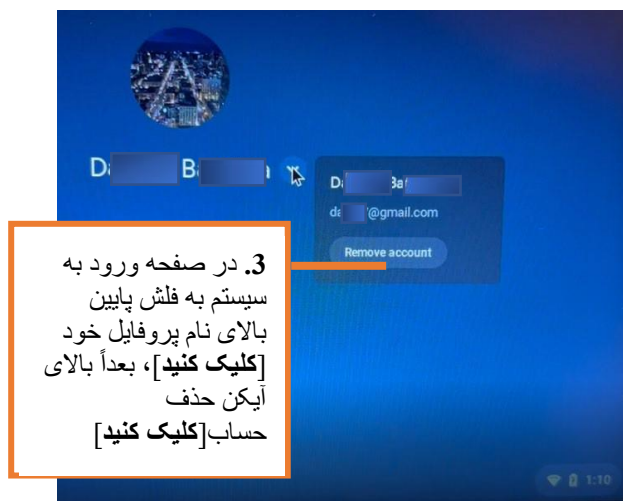 D B a
D Ba
da @gmail.com
Remove account
3. در صفحه ورود به
سیستم به فلش پایین
بالای نام پروفایل خود
[کلیک کنید]، بعداً بالای
آیکن حذف
حساب[کلیک کنید]
1:10